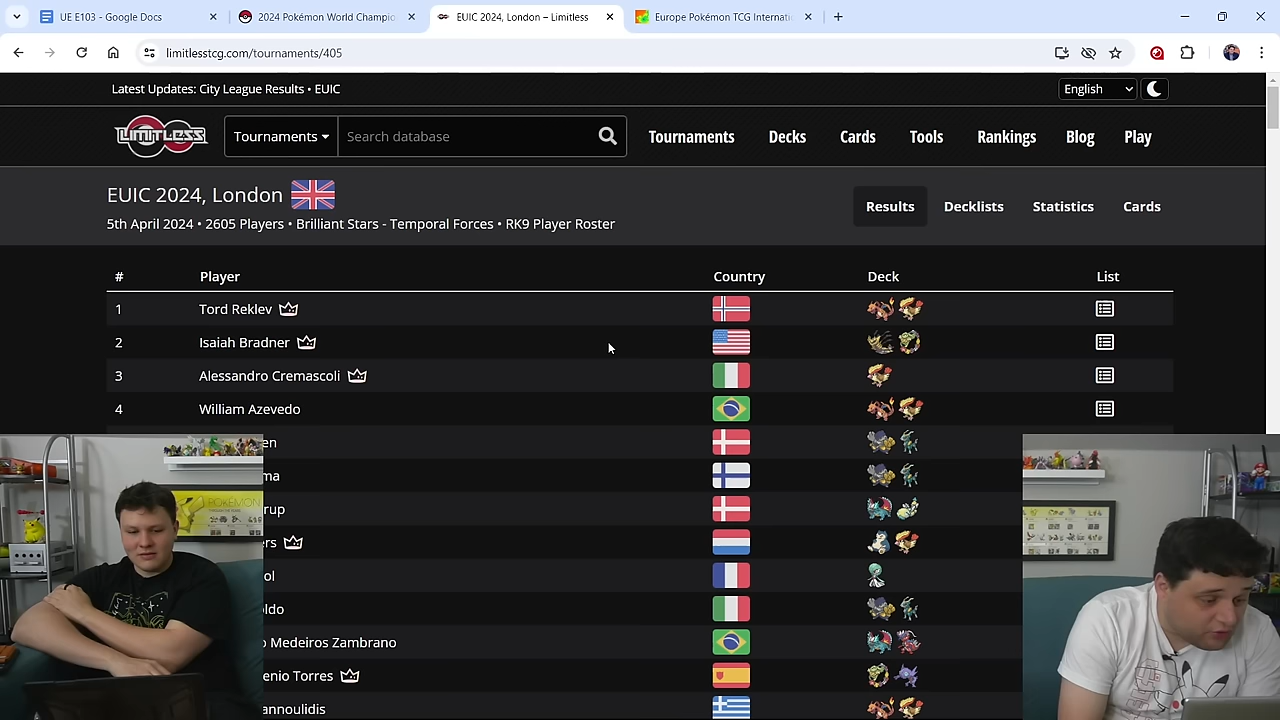 UE E103 - Google Docs
2024 Pokémon World Champio
EUIC 2024, London – Limitless
Europe Pokémon TCG Internati
limitlesstcg.com/tournaments/405
Latest Updates: City League Results • EUIC
English
LIMITLESS
Tournaments
Search database
Tournaments
Decks
Cards
Tools
Rankings
Blog
Play
EUIC 2024, London
5th April 2024 • 2605 Players • Brilliant Stars - Temporal Forces • RK9 Player Roster
Results
Decklists
Statistics
Cards
# Player Country Deck List
1 Tord Reklev
2 Isaiah Bradner
3 Alessandro Cremascoli
4 William Azevedo
en
ma
rup
ers
ol
ldo
o Medeiros Zambrano
annoulidis
POKÉMON